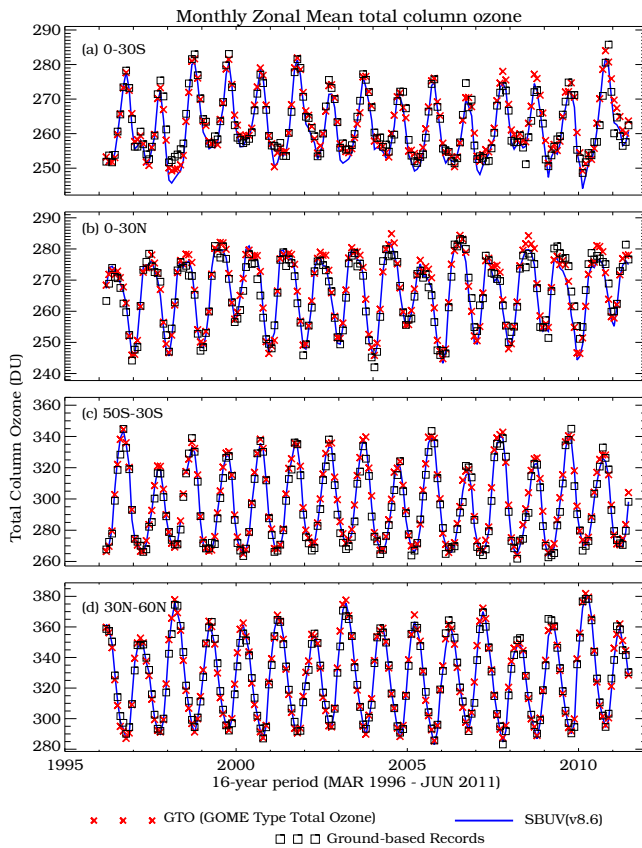 Monthly Zonal Mean total column ozone
(a) 0-30S
290
280
270
260
250
(b) 0-30N
290
280
270
260
250
240
(c) 50S-30S
360
340
320
300
280
260
(d) 30N-60N
380
360
340
320
300
280
Total Column Ozone (DU)
1995 2000 2005 2010
16-year period (MAR 1996 - JUN 2011)
GTO (GOME Type Total Ozone) SBUV(v8.6)
Ground-based Records